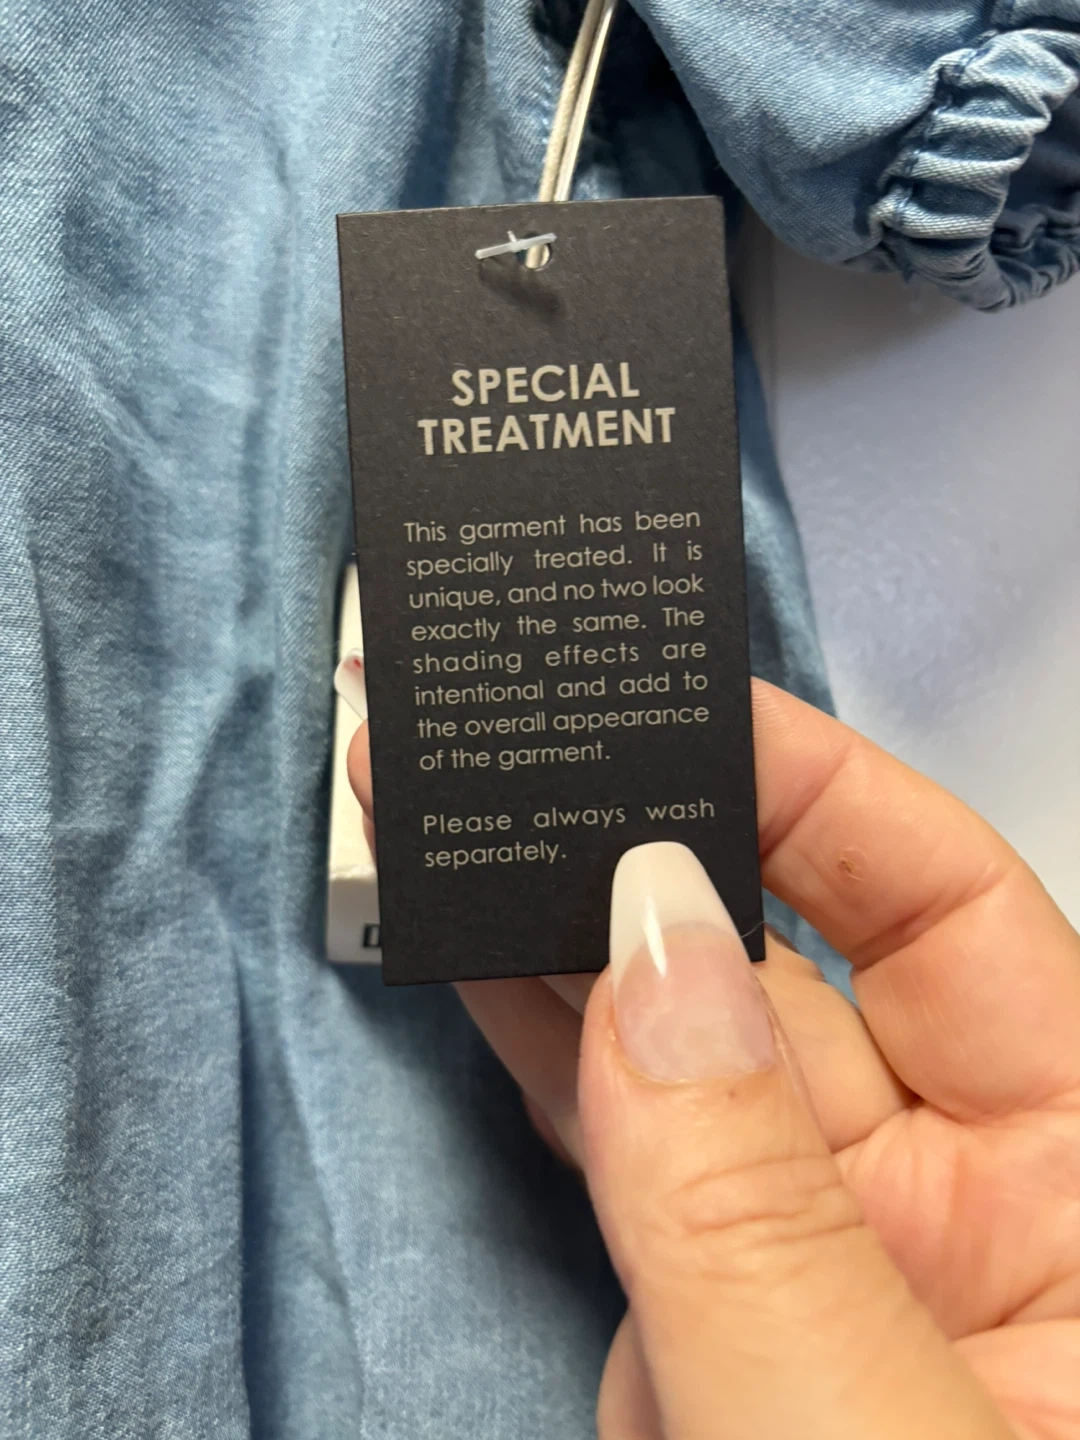 SPECIAL
TREATMENT
This garment has been
specially treated. It is
unique, and no two look
exactly the same. The
shading effects are
intentional and add to
the overall appearance
of the garment.
Please always wash
separately.